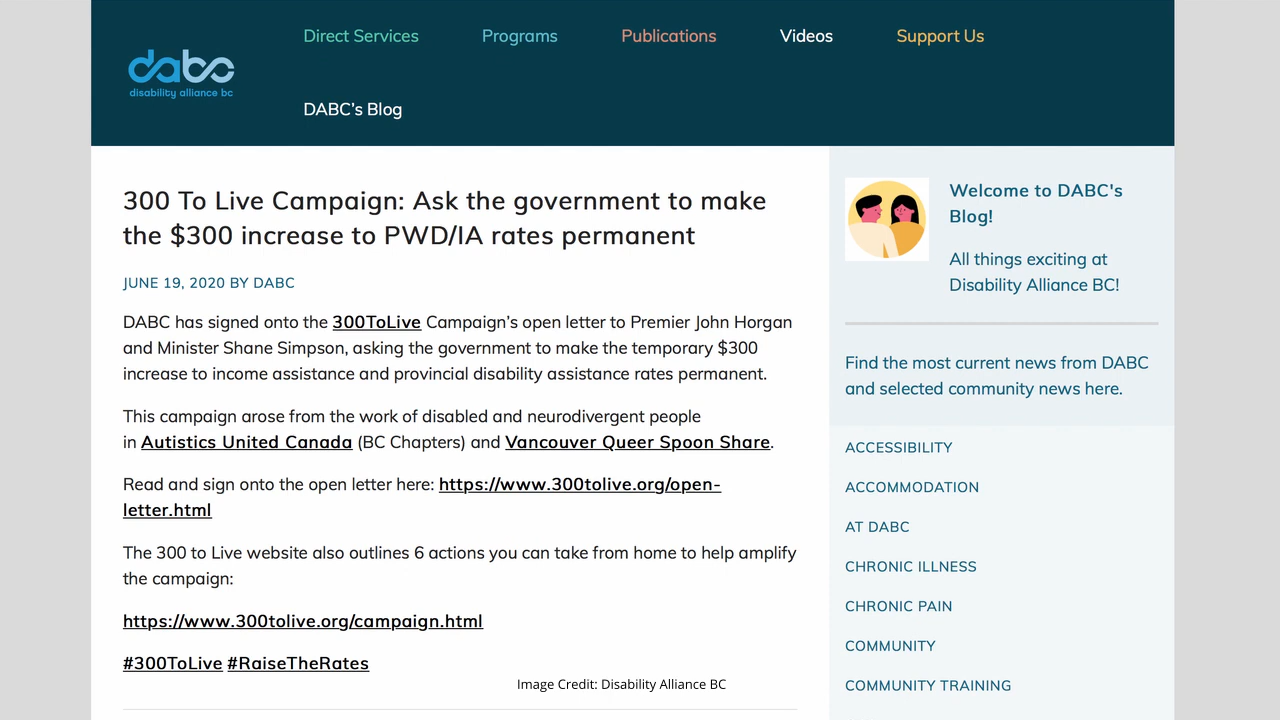 Direct Services
Programs
Publications
Videos
Support Us
dabc
disability alliance bc
DABC's Blog
300 To Live Campaign: Ask the government to make
the $300 increase to PWD/IA rates permanent
JUNE 19, 2020 BY DABC
DABC has signed onto the 300ToLive Campaign's open letter to Premier John Horgan
and Minister Shane Simpson, asking the government to make the temporary $300
increase to income assistance and provincial disability assistance rates permanent.
This campaign arose from the work of disabled and neurodivergent people
in Autistics United Canada (BC Chapters) and Vancouver Queer Spoon Share.
Read and sign onto the open letter here: https://www.300tolive.org/open-
letter.html
The 300 to Live website also outlines 6 actions you can take from home to help amplify
the campaign:
https://www.300tolive.org/campaign.html
#300ToLive #RaiseTheRates
Image Credit: Disability Alliance BC
Welcome to DABC's
Blog!
All things exciting at
Disability Alliance BC!
Find the most current news from DABC
and selected community news here.
ACCESSIBILITY
ACCOMMODATION
AT DABC
CHRONIC ILLNESS
CHRONIC PAIN
COMMUNITY
COMMUNITY TRAINING